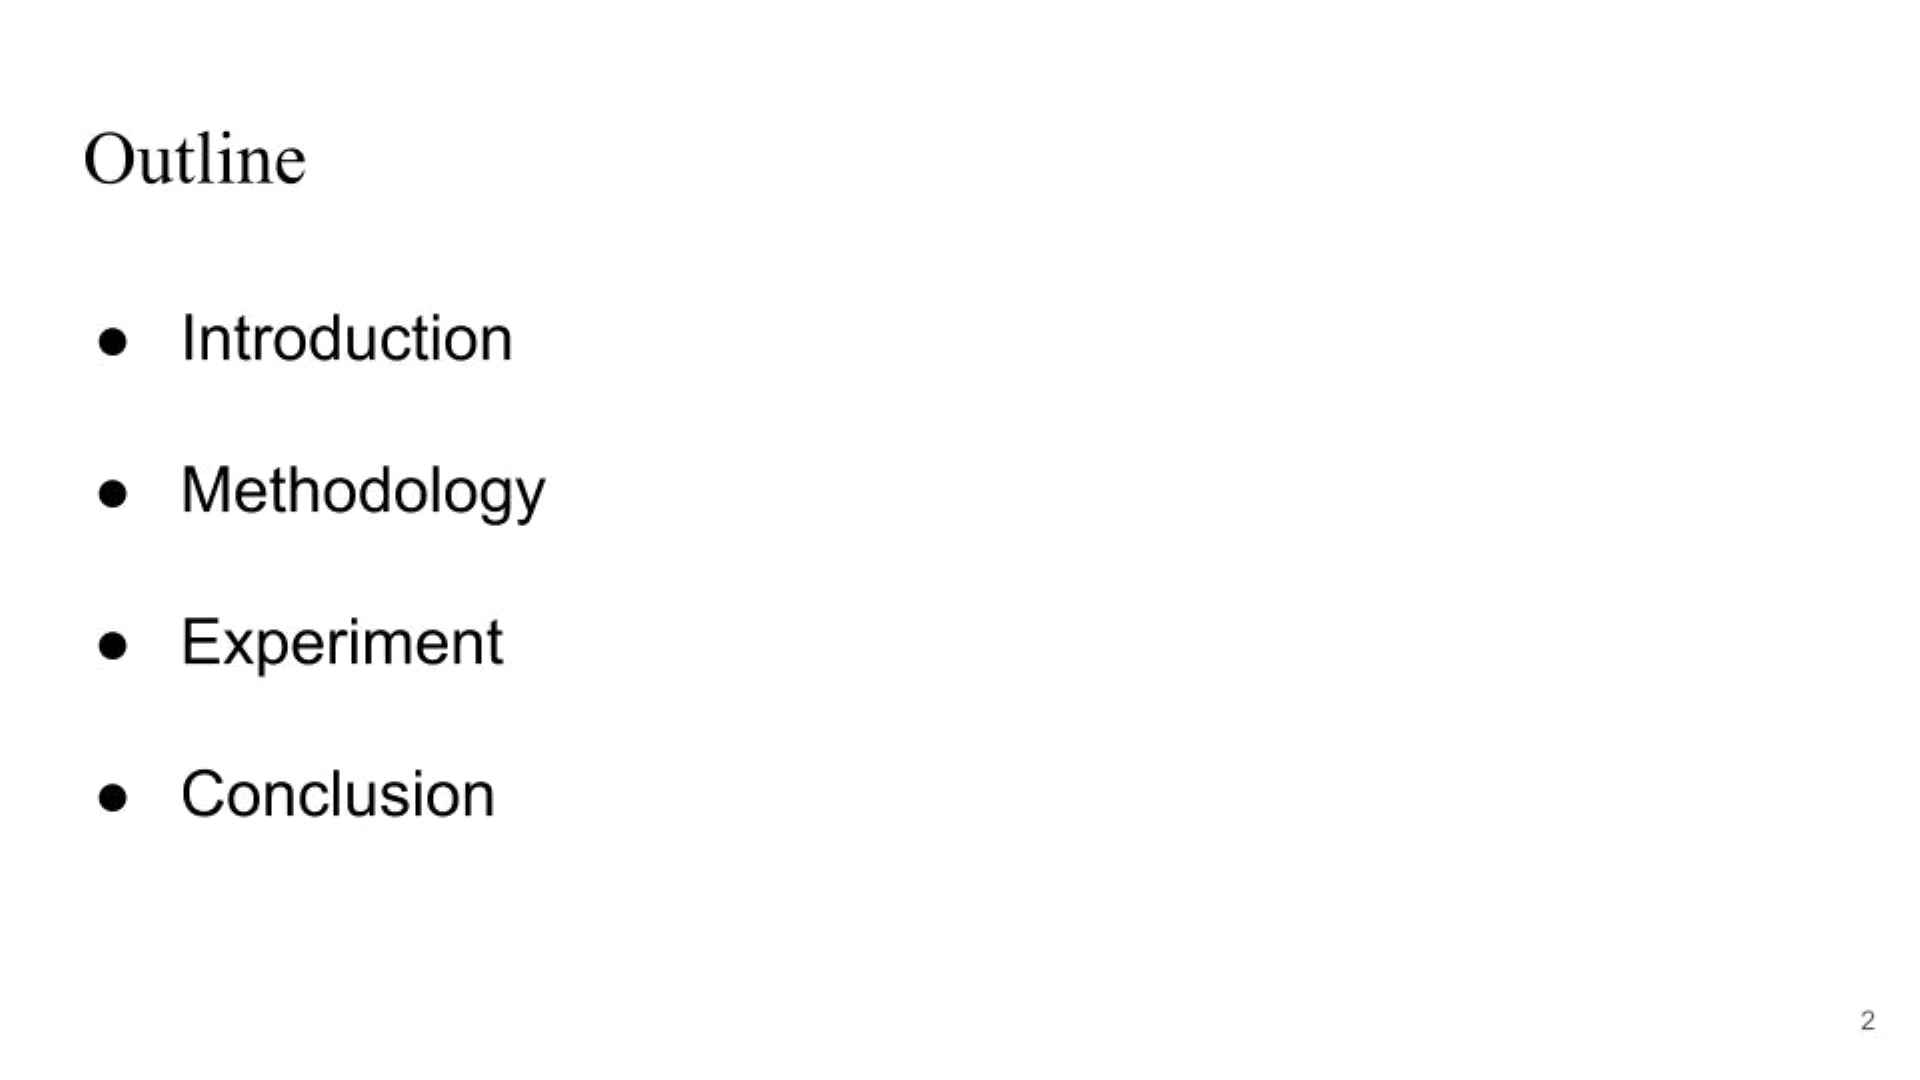 Outline
● Introduction
● Methodology
● Experiment
● Conclusion
2